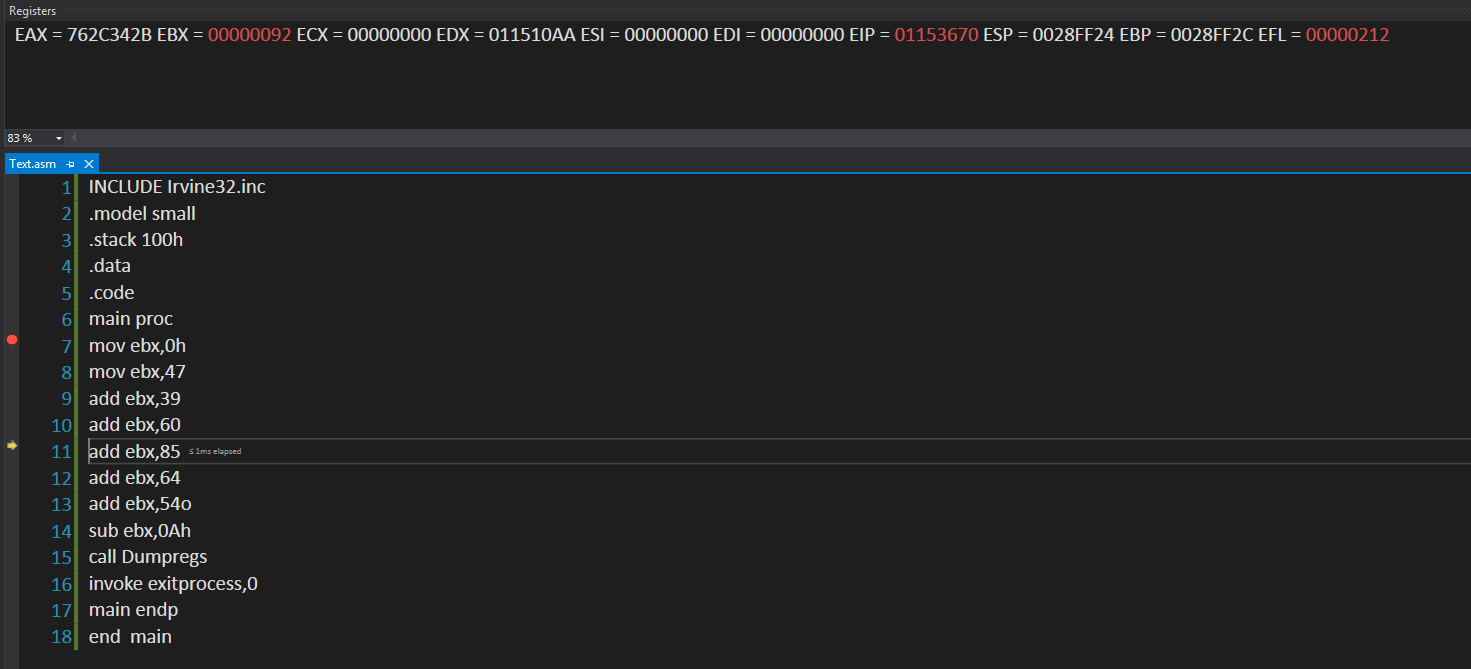 Registers
EAX = 762C342B EBX = 00000092 ECX = 00000000 EDX = 011510AA ESI = 00000000 EDI = 00000000 EIP = 01153670 ESP = 0028FF24 EBP = 0028FF2C EFL = 00000212
83 %
Text.asm
1 INCLUDE Irvine32.inc
2 .model small
3 .stack 100h
4 .data
5 .code
6 main proc
7 mov ebx,0h
8 mov ebx,47
9 add ebx,39
10 add ebx,60
11 add ebx,85 ≤ 1ms elapsed
12 add ebx,64
13 add ebx,54o
14 sub ebx,0Ah
15 call Dumpregs
16 invoke exitprocess,0
17 main endp
18 end  main